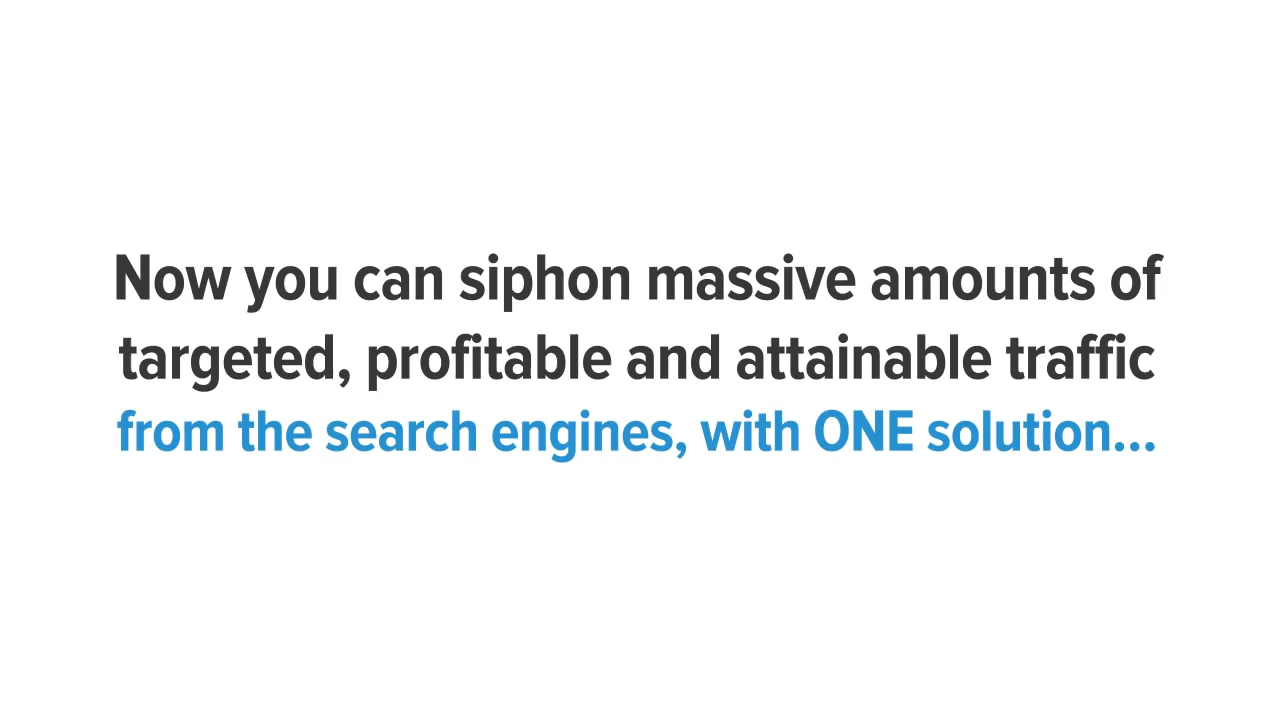 Now you can siphon massive amounts of
targeted, profitable and attainable traffic
from the search engines, with ONE solution...